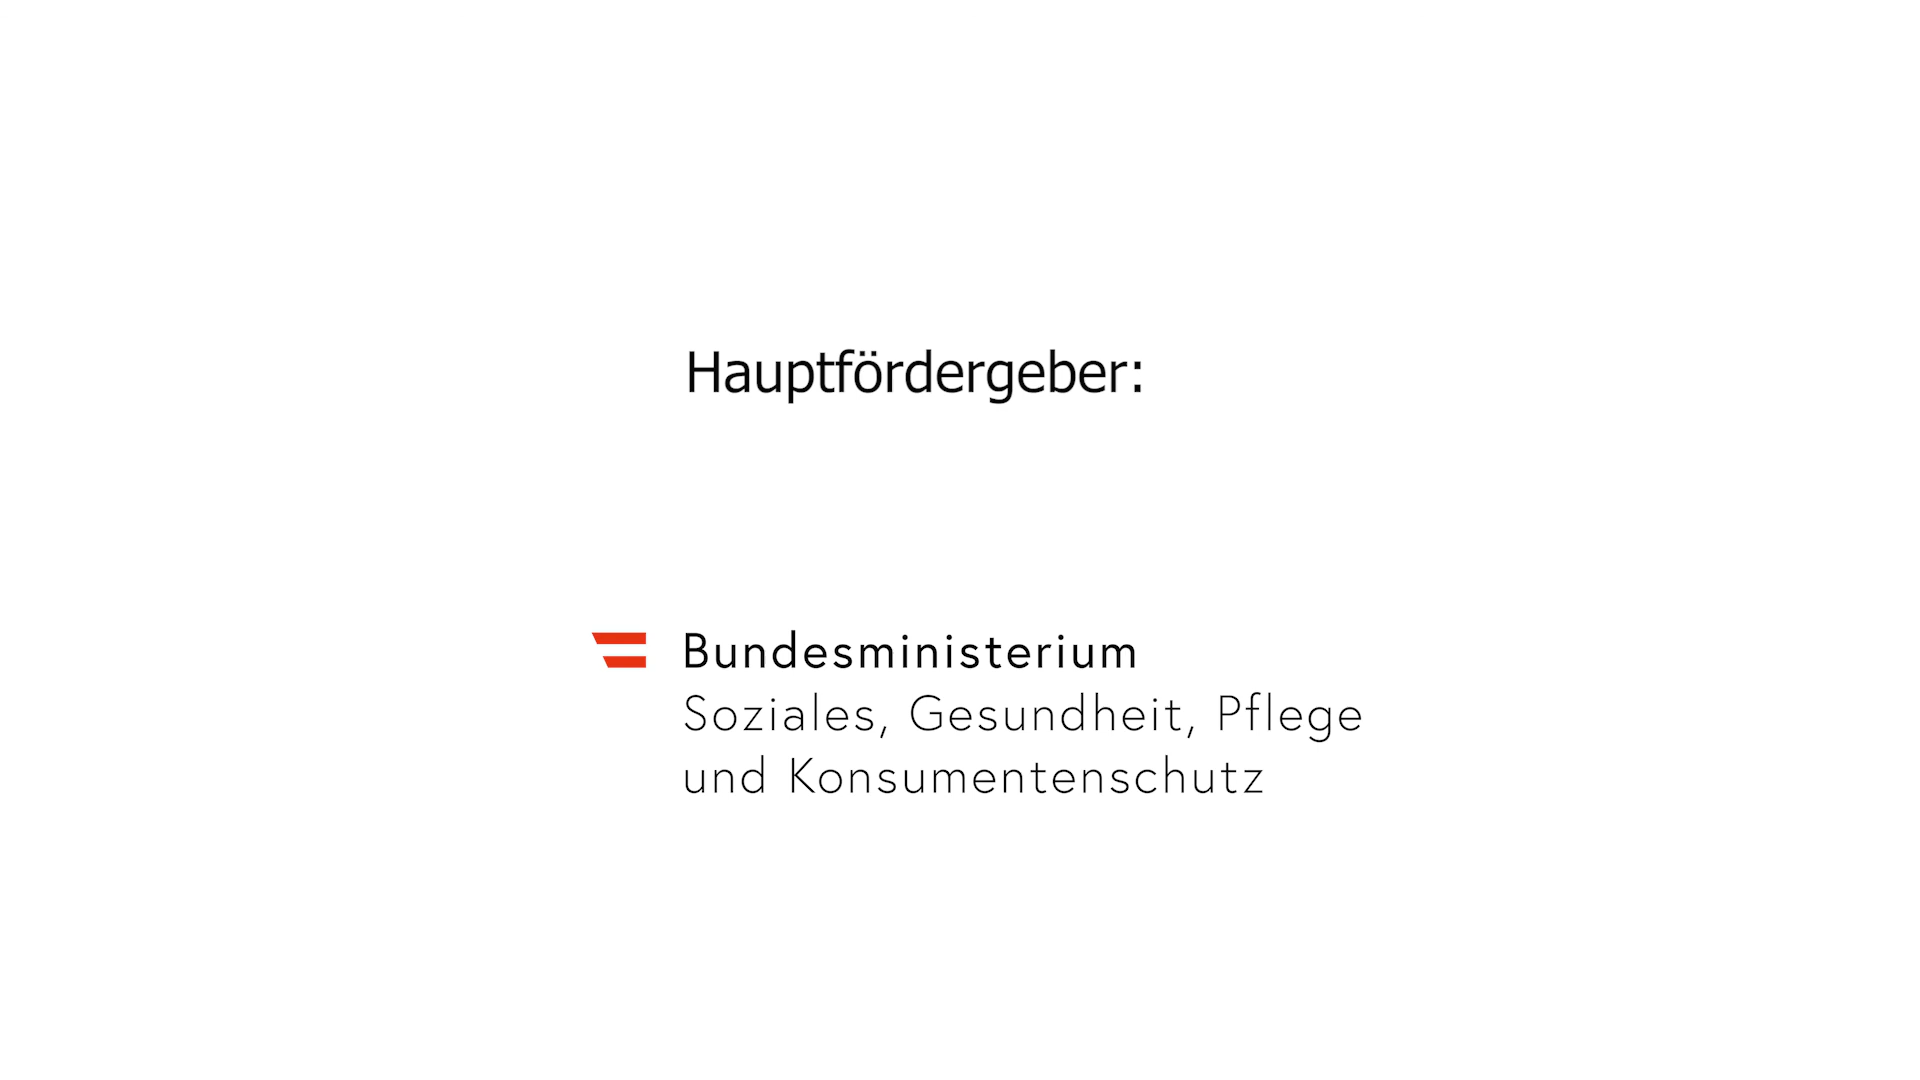 Hauptfördergeber:
Bundesministerium
Soziales, Gesundheit, Pflege
und Konsumentenschutz